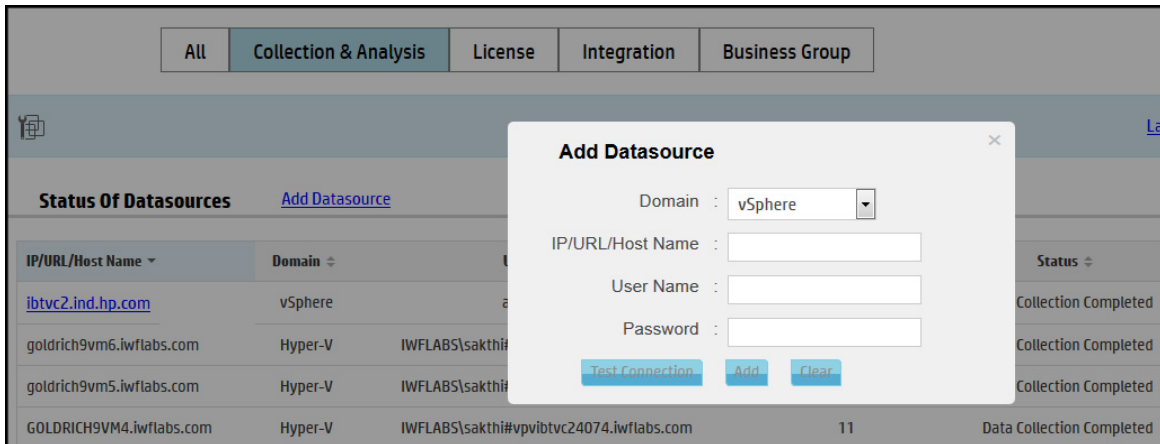 All Collection & Analysis License Integration Business Group
La
Add Datasource
Status Of Datasources Add Datasource
Domain : vSphere
IP/URL/Host Name :
User Name :
Password :
Test Connection Add Clear
IP/URL/Host Name Domain U Status
ibtvc2.ind.hp.com vSphere a Collection Completed
goldrich9vm6.iwflabs.com Hyper-V IWFLABS\sakthi# Collection Completed
goldrich9vm5.iwflabs.com Hyper-V IWFLABS\sakthi# Collection Completed
GOLDRICH9VM4.iwflabs.com Hyper-V IWFLABS\sakthi#vpvibtvc24074.iwflabs.com 11 Data Collection Completed